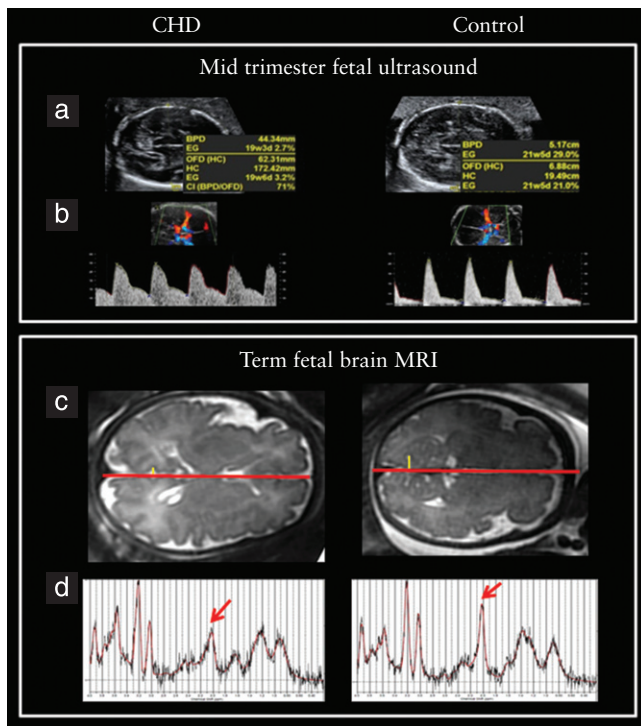 CHD Control
Mid trimester fetal ultrasound
a
BPD 44.34mm
EG 19w3d 2.7%
OFD (HC) 62.31mm
HC 172.42mm
EG 19w6d 3.2%
CI (BPD/OFD) 71%
BPD 5.17cm
EG 21w5d 29.0%
OFD (HC) 6.88cm
HC 19.49cm
EG 21w5d 21.0%
b
Term fetal brain MRI
c
d